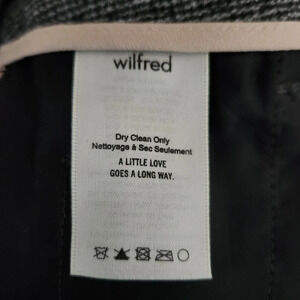 wilfred
Dry Clean Only
Nettoyage à Sec Seulement
A LITTLE LOVE
GOES A LONG WAY.